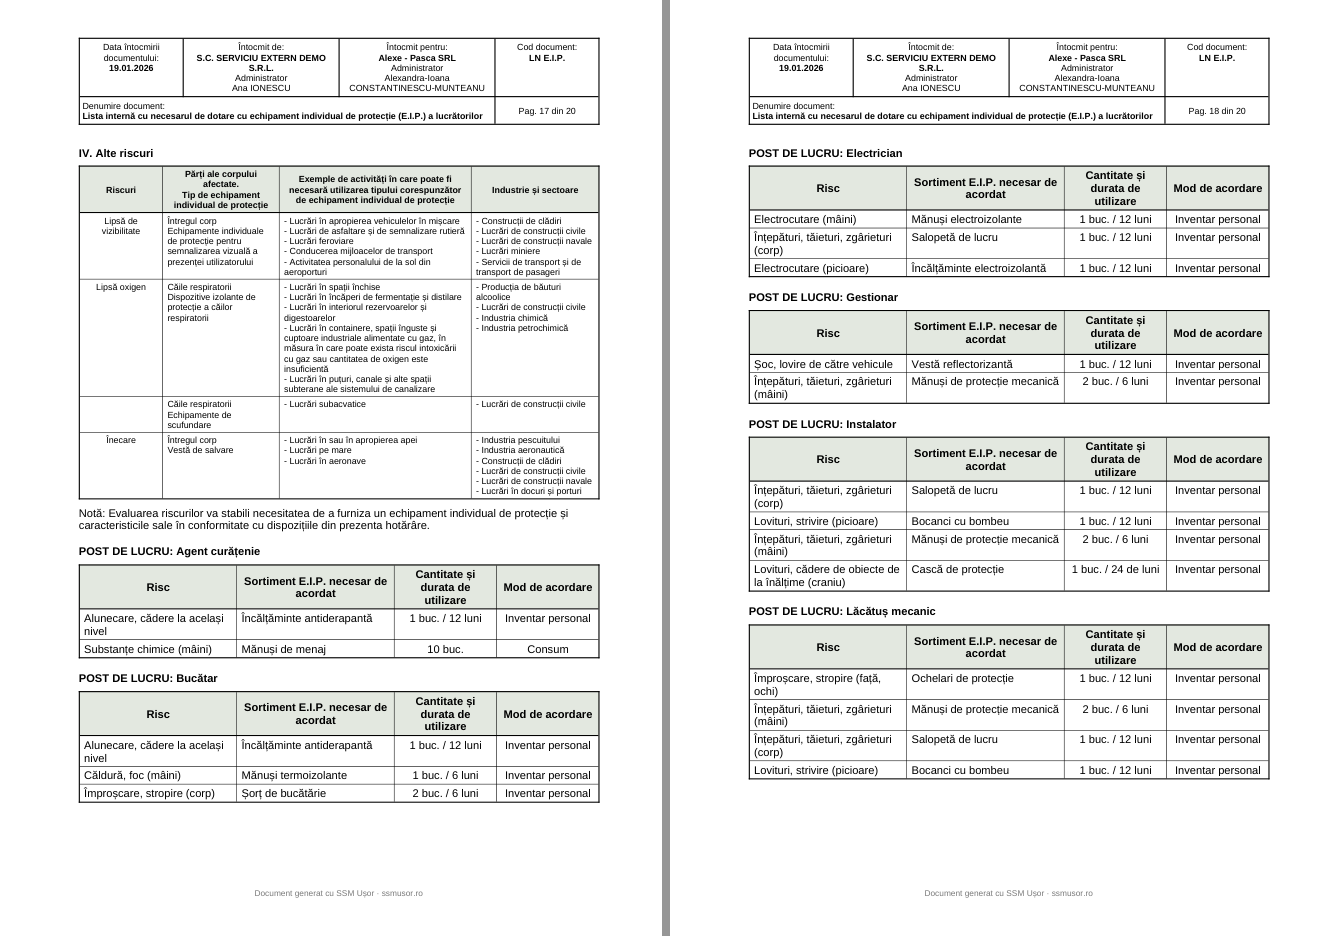 Data întocmirii
documentului:
19.01.2026
Întocmit de:
S.C. SERVICIU EXTERN DEMO
S.R.L.
Administrator
Ana IONESCU
Întocmit pentru:
Alexe - Pasca SRL
Administrator
Alexandra-Ioana
CONSTANTINESCU-MUNTEANU
Cod document:
LN E.I.P.
Denumire document:
Lista internă cu necesarul de dotare cu echipament individual de protecție (E.I.P.) a lucrătorilor
Pag. 17 din 20
IV. Alte riscuri
Riscuri
Părți ale corpului
afectate.
Tip de echipament
individual de protecție
Exemple de activități în care poate fi
necesară utilizarea tipului corespunzător
de echipament individual de protecție
Industrie și sectoare
Lipsă de
vizibilitate
Întregul corp
Echipamente individuale
de protecție pentru
semnalizarea vizuală a
prezenței utilizatorului
- Lucrări în apropierea vehiculelor în mișcare
- Lucrări de asfaltare și de semnalizare rutieră
- Lucrări feroviare
- Conducerea mijloacelor de transport
- Activitatea personalului de la sol din
aeroporturi
- Construcții de clădiri
- Lucrări de construcții civile
- Lucrări de construcții navale
- Lucrări miniere
- Servicii de transport și de
transport de pasageri
Lipsă oxigen
Căile respiratorii
Dispozitive izolante de
protecție a căilor
respiratorii
- Lucrări în spații închise
- Lucrări în încăperi de fermentație și distilare
- Lucrări în interiorul rezervoarelor și
digestoarelor
- Lucrări în containere, spații înguste și
cuptoare industriale alimentate cu gaz, în
măsura în care poate exista riscul intoxicării
cu gaz sau cantitatea de oxigen este
insuficientă
- Lucrări în puțuri, canale și alte spații
subterane ale sistemului de canalizare
- Producția de băuturi
alcoolice
- Lucrări de construcții civile
- Industria chimică
- Industria petrochimică
Căile respiratorii
Echipamente de
scufundare
- Lucrări subacvatice
- Lucrări de construcții civile
Înecare
Întregul corp
Vestă de salvare
- Lucrări în sau în apropierea apei
- Lucrări pe mare
- Lucrări în aeronave
- Industria pescuitului
- Industria aeronautică
- Construcții de clădiri
- Lucrări de construcții civile
- Lucrări de construcții navale
- Lucrări în docuri și porturi
Notă: Evaluarea riscurilor va stabili necesitatea de a furniza un echipament individual de protecție și
caracteristicile sale în conformitate cu dispozițiile din prezenta hotărâre.
POST DE LUCRU: Agent curățenie
Risc
Sortiment E.I.P. necesar de
acordat
Cantitate și
durata de
utilizare
Mod de acordare
Alunecare, cădere la același
nivel
Încălțăminte antiderapantă
1 buc. / 12 luni
Inventar personal
Substanțe chimice (mâini)
Mănuși de menaj
10 buc.
Consum
POST DE LUCRU: Bucătar
Risc
Sortiment E.I.P. necesar de
acordat
Cantitate și
durata de
utilizare
Mod de acordare
Alunecare, cădere la același
nivel
Încălțăminte antiderapantă
1 buc. / 12 luni
Inventar personal
Căldură, foc (mâini)
Mănuși termoizolante
1 buc. / 6 luni
Inventar personal
Împroșcare, stropire (corp)
Șorț de bucătărie
2 buc. / 6 luni
Inventar personal
Document generat cu SSM Ușor · ssmusor.ro
Data întocmirii
documentului:
19.01.2026
Întocmit de:
S.C. SERVICIU EXTERN DEMO
S.R.L.
Administrator
Ana IONESCU
Întocmit pentru:
Alexe - Pasca SRL
Administrator
Alexandra-Ioana
CONSTANTINESCU-MUNTEANU
Cod document:
LN E.I.P.
Denumire document:
Lista internă cu necesarul de dotare cu echipament individual de protecție (E.I.P.) a lucrătorilor
Pag. 18 din 20
POST DE LUCRU: Electrician
Risc
Sortiment E.I.P. necesar de
acordat
Cantitate și
durata de
utilizare
Mod de acordare
Electrocutare (mâini)
Mănuși electroizolante
1 buc. / 12 luni
Inventar personal
Înțepături, tăieturi, zgârieturi
(corp)
Salopetă de lucru
1 buc. / 12 luni
Inventar personal
Electrocutare (picioare)
Încălțăminte electroizolantă
1 buc. / 12 luni
Inventar personal
POST DE LUCRU: Gestionar
Risc
Sortiment E.I.P. necesar de
acordat
Cantitate și
durata de
utilizare
Mod de acordare
Șoc, lovire de către vehicule
Vestă reflectorizantă
1 buc. / 12 luni
Inventar personal
Înțepături, tăieturi, zgârieturi
(mâini)
Mănuși de protecție mecanică
2 buc. / 6 luni
Inventar personal
POST DE LUCRU: Instalator
Risc
Sortiment E.I.P. necesar de
acordat
Cantitate și
durata de
utilizare
Mod de acordare
Înțepături, tăieturi, zgârieturi
(corp)
Salopetă de lucru
1 buc. / 12 luni
Inventar personal
Lovituri, strivire (picioare)
Bocanci cu bombeu
1 buc. / 12 luni
Inventar personal
Înțepături, tăieturi, zgârieturi
(mâini)
Mănuși de protecție mecanică
2 buc. / 6 luni
Inventar personal
Lovituri, cădere de obiecte de
la înălțime (craniu)
Cască de protecție
1 buc. / 24 de luni
Inventar personal
POST DE LUCRU: Lăcătuș mecanic
Risc
Sortiment E.I.P. necesar de
acordat
Cantitate și
durata de
utilizare
Mod de acordare
Împroșcare, stropire (față,
ochi)
Ochelari de protecție
1 buc. / 12 luni
Inventar personal
Înțepături, tăieturi, zgârieturi
(mâini)
Mănuși de protecție mecanică
2 buc. / 6 luni
Inventar personal
Înțepături, tăieturi, zgârieturi
(corp)
Salopetă de lucru
1 buc. / 12 luni
Inventar personal
Lovituri, strivire (picioare)
Bocanci cu bombeu
1 buc. / 12 luni
Inventar personal
Document generat cu SSM Ușor · ssmusor.ro